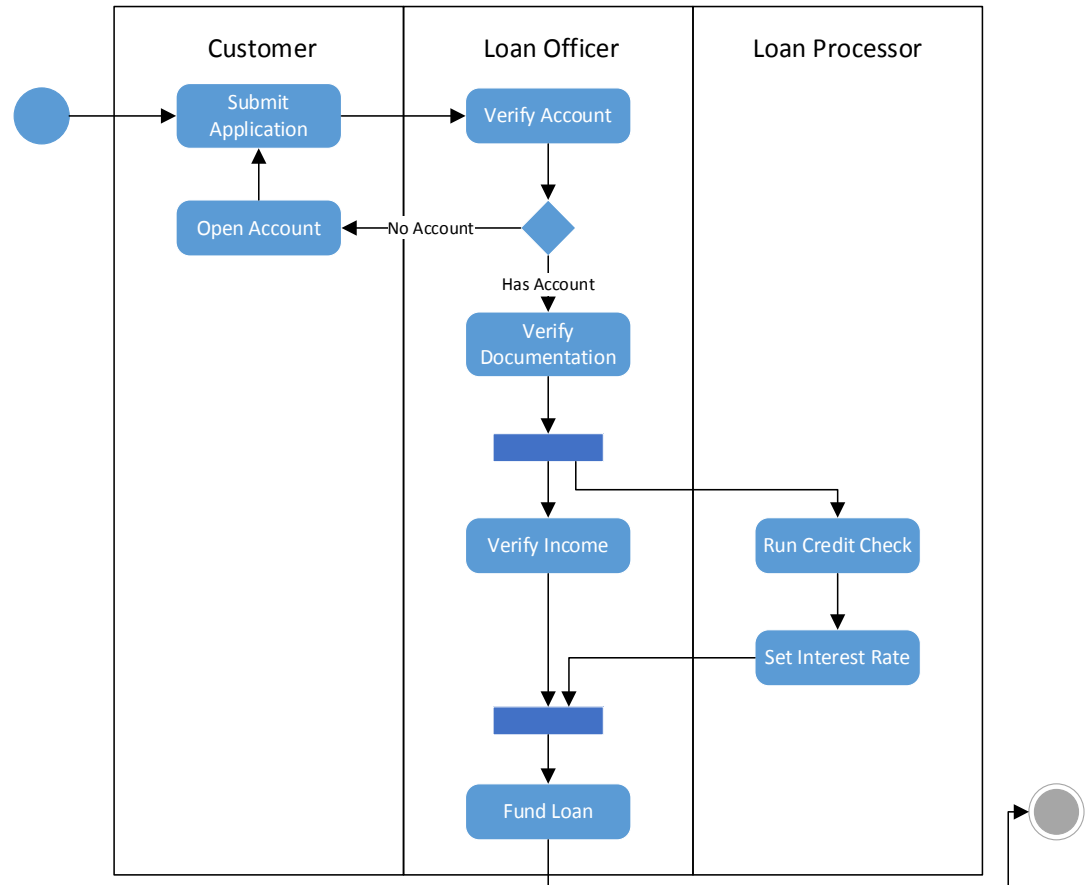 Customer
Loan Officer
Loan Processor
Submit
Application
Verify Account
Open Account
No Account
Has Account
Verify
Documentation
Verify Income
Run Credit Check
Set Interest Rate
Fund Loan